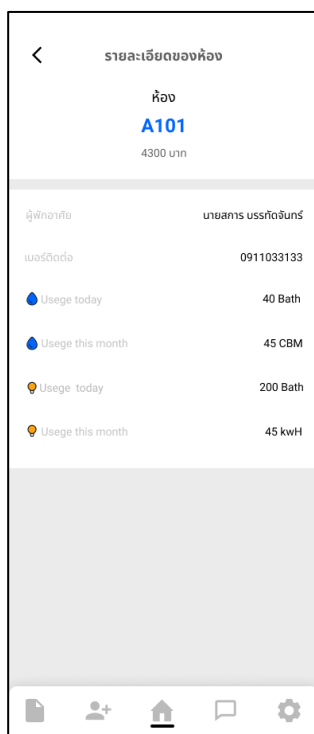 รายละเอียดของห้อง
ห้อง
A101
4300 บาท
ผู้พักอาศัย นายสการ บรรทัดจันทร์
เบอร์ติดต่อ 0911033133
Usege today 40 Bath
Usege this month 45 CBM
Usege today 200 Bath
Usege this month 45 kwH